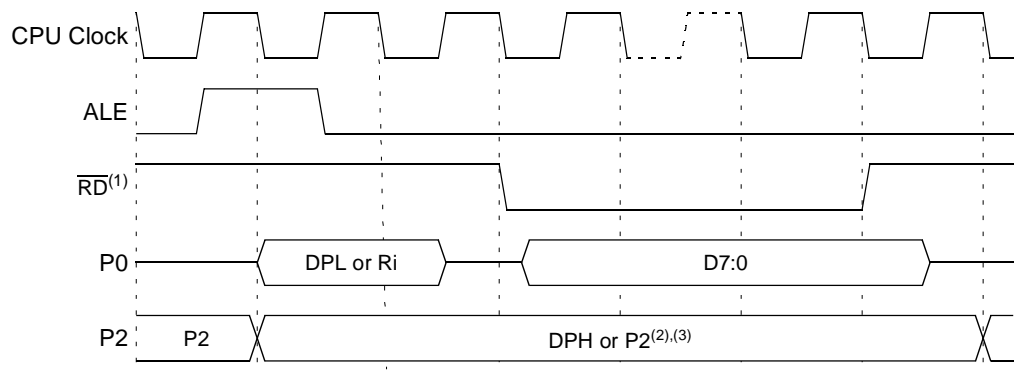 CPU Clock
ALE
RD(1)
P0 DPL or Ri D7:0
P2 P2 DPH or P2(2),(3)